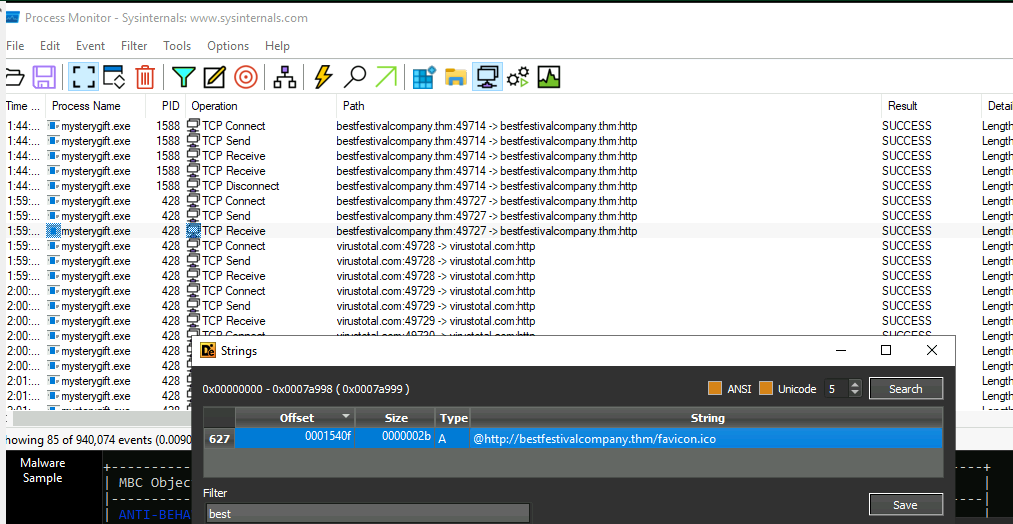 Process Monitor - Sysinternals: www.sysinternals.com
File Edit Event Filter Tools Options Help
Time ... Process Name PID Operation Path Result Detail
1:44:... mysterygift.exe 1588 TCP Connect bestfestivalcompany.thm:49714 -> bestfestivalcompany.thm:http SUCCESS Length
1:44:... mysterygift.exe 1588 TCP Send bestfestivalcompany.thm:49714 -> bestfestivalcompany.thm:http SUCCESS Length
1:44:... mysterygift.exe 1588 TCP Receive bestfestivalcompany.thm:49714 -> bestfestivalcompany.thm:http SUCCESS Length
1:44:... mysterygift.exe 1588 TCP Receive bestfestivalcompany.thm:49714 -> bestfestivalcompany.thm:http SUCCESS Length
1:44:... mysterygift.exe 1588 TCP Disconnect bestfestivalcompany.thm:49714 -> bestfestivalcompany.thm:http SUCCESS Length
1:59:... mysterygift.exe 428 TCP Connect bestfestivalcompany.thm:49727 -> bestfestivalcompany.thm:http SUCCESS Length
1:59:... mysterygift.exe 428 TCP Send bestfestivalcompany.thm:49727 -> bestfestivalcompany.thm:http SUCCESS Length
1:59:... mysterygift.exe 428 TCP Receive bestfestivalcompany.thm:49727 -> bestfestivalcompany.thm:http SUCCESS Length
1:59:... mysterygift.exe 428 TCP Connect virustotal.com:49728 -> virustotal.com:http SUCCESS Length
1:59:... mysterygift.exe 428 TCP Send virustotal.com:49728 -> virustotal.com:http SUCCESS Length
1:59:... mysterygift.exe 428 TCP Receive virustotal.com:49728 -> virustotal.com:http SUCCESS Length
2:00:... mysterygift.exe 428 TCP Connect virustotal.com:49729 -> virustotal.com:http SUCCESS Length
2:00:... mysterygift.exe 428 TCP Send virustotal.com:49729 -> virustotal.com:http SUCCESS Length
2:00:... mysterygift.exe 428 TCP Receive virustotal.com:49729 -> virustotal.com:http SUCCESS Length
2:00:... mysterygift.exe 428 SUCCESS Length
2:00:... mysterygift.exe 428
2:00:... mysterygift.exe 428
2:01:... mysterygift.exe 428
2:01:... mysterygift.exe 428
howing 85 of 940,074 events (0.0090
Strings
0x00000000 - 0x0007a998 ( 0x0007a999 ) ANSI Unicode 5 Search
Offset Size Type String
627 0001540f 0000002b A @http://bestfestivalcompany.thm/favicon.ico
Filter
best
Save
Malware
Sample
MBC Objec
ANTI-BEHA